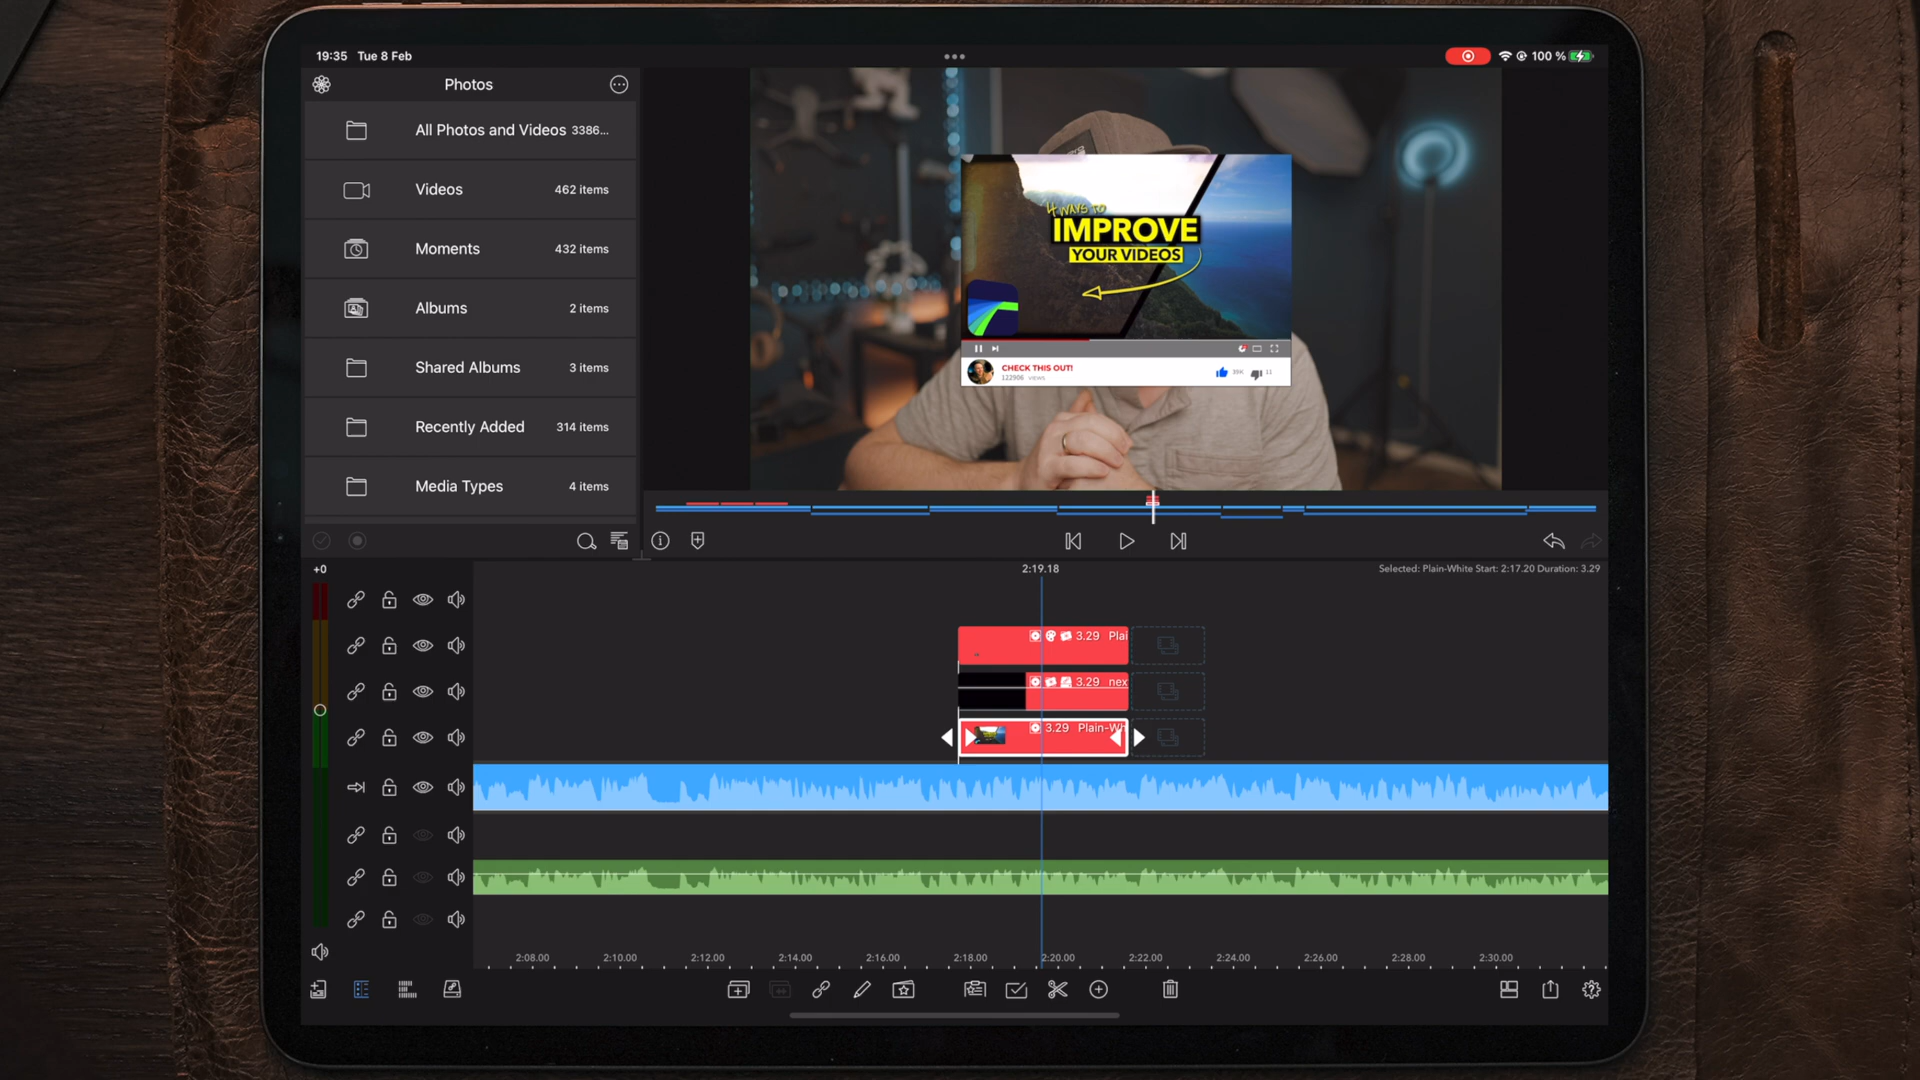 19:35 Tue 8 Feb
100 %
Photos
All Photos and Videos 3386...
Videos 462 items
Moments 432 items
Albums 2 items
Shared Albums 3 items
Recently Added 314 items
Media Types 4 items
4 WAYS TO
IMPROVE
YOUR VIDEOS
CHECK THIS OUT!
122906 VIEWS
39K
11
+0
2:19.18
Selected: Plain-White Start: 2:17.20 Duration: 3.29
3.29 Plai
3.29 nex
3.29 Plain-Wh
2:08.00 2:10.00 2:12.00 2:14.00 2:16.00 2:18.00 2:20.00 2:22.00 2:24.00 2:26.00 2:28.00 2:30.00